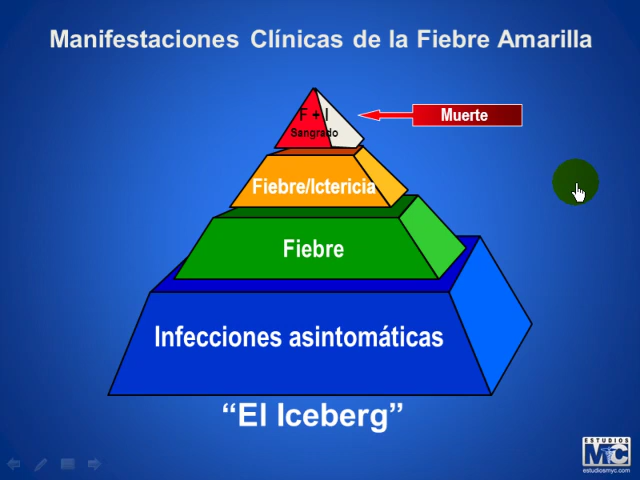 Manifestaciones Clínicas de la Fiebre Amarilla
F + I
Sangrado
Muerte
Fiebre/Ictericia
Fiebre
Infecciones asintomáticas
“El Iceberg”
ESTUDIOS
MyC
estudiosmyc.com